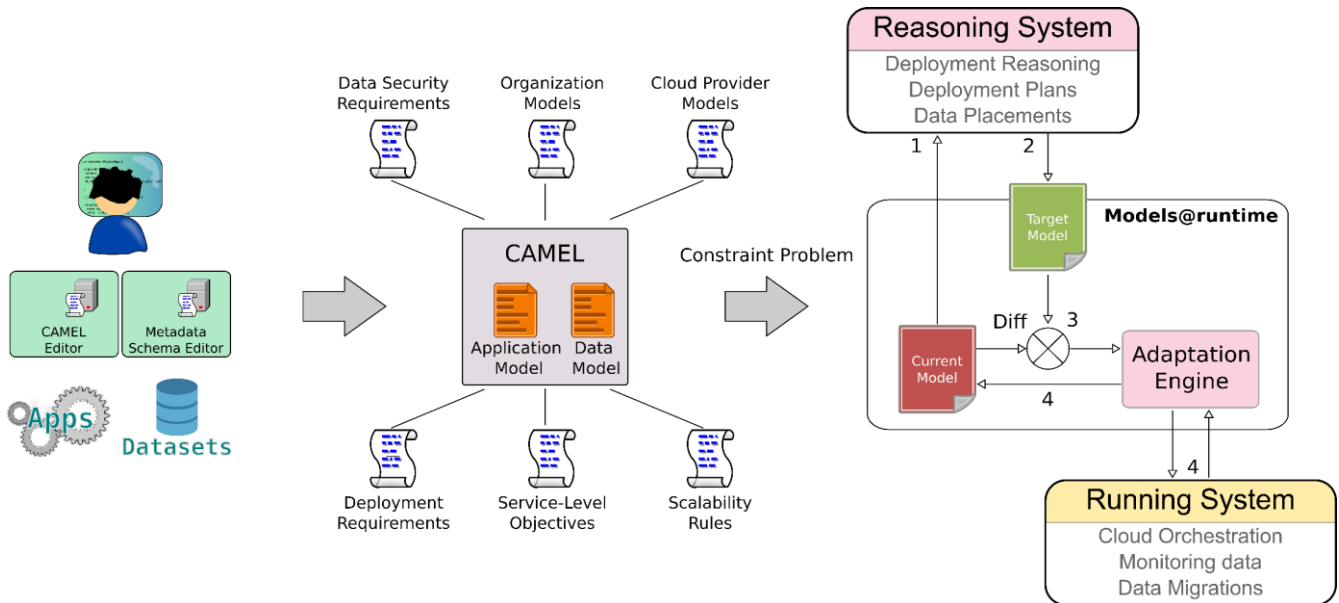 Data Security
Requirements
Organization
Models
Cloud Provider
Models
CAMEL
Editor
Metadata
Schema Editor
Apps
Datasets
CAMEL
Application
Model
Data
Model
Deployment
Requirements
Service-Level
Objectives
Scalability
Rules
Constraint Problem
Reasoning System
Deployment Reasoning
Deployment Plans
Data Placements
1
2
Models@runtime
Target
Model
Diff
3
Current
Model
4
Adaptation
Engine
4
Running System
Cloud Orchestration
Monitoring data
Data Migrations